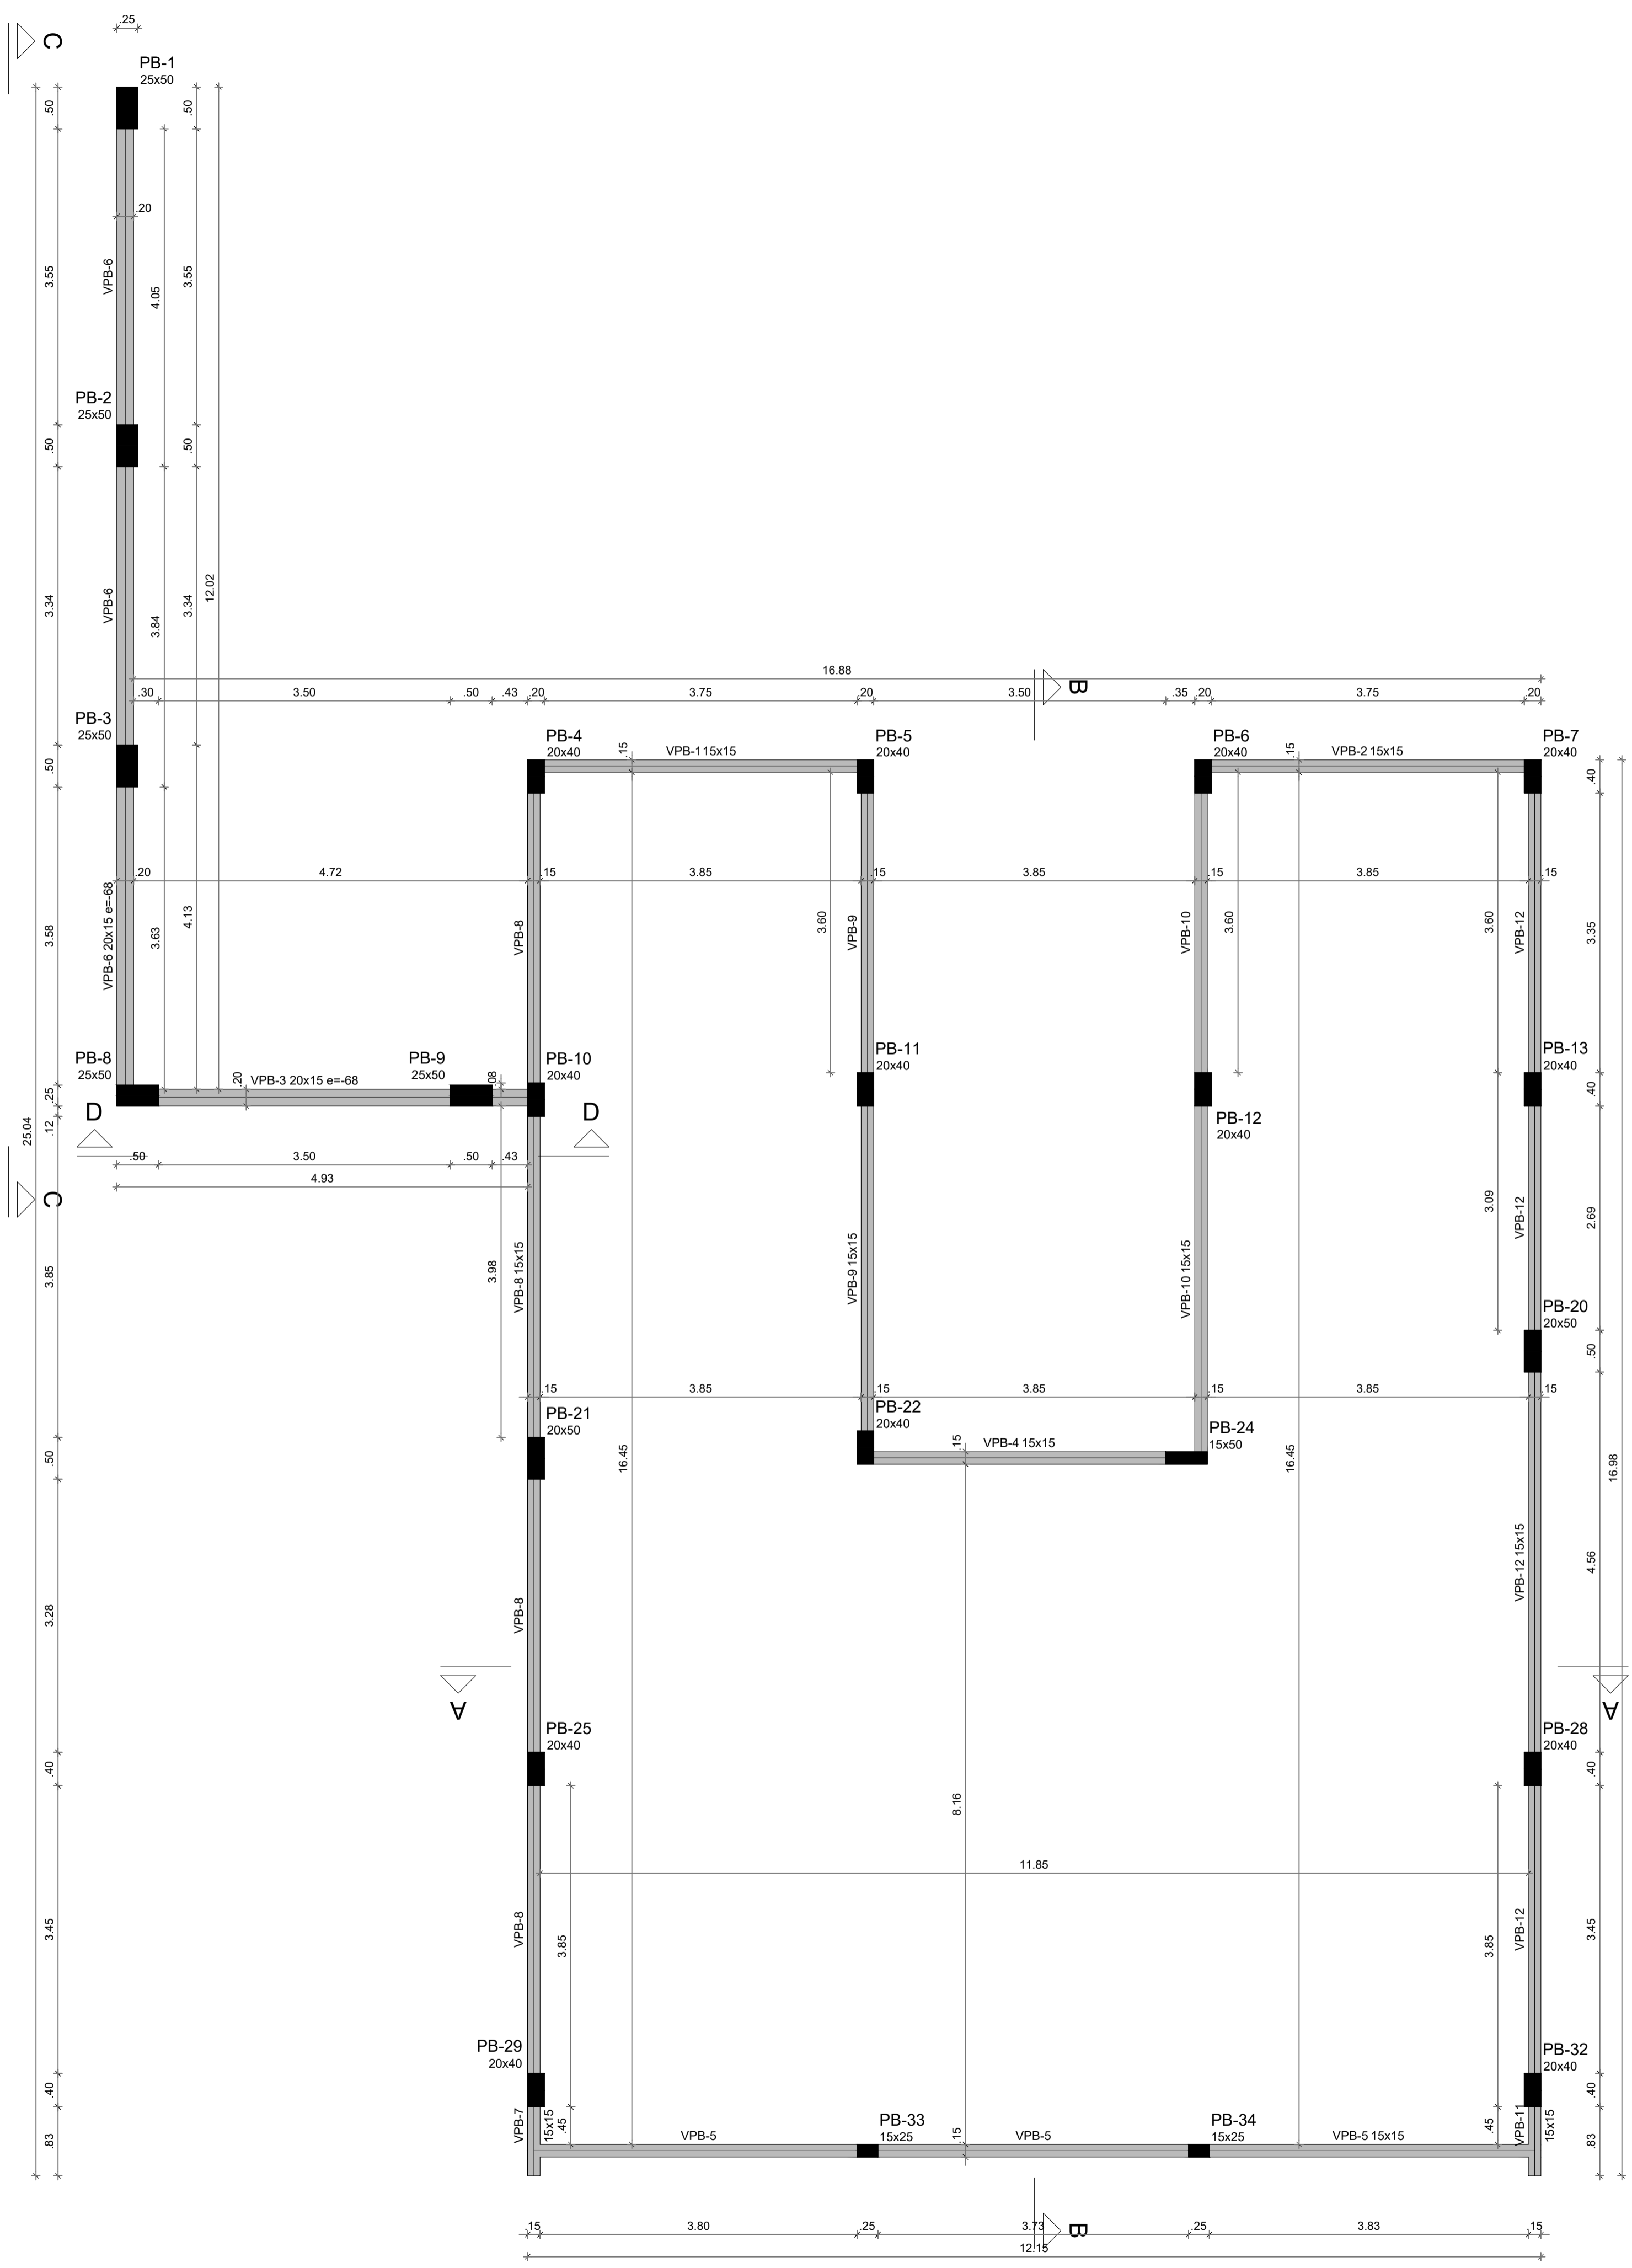 .25
C
PB-1
25x50
.50
.50
.20
3.55
VPB-6
4.05
3.55
PB-2
25x50
.50
.50
12.02
3.34
VPB-6
3.84
3.34
16.88
B
.30
3.50
.50
.43
.20
3.75
.20
3.50
.35
.20
3.75
.20
PB-3
25x50
.50
PB-4
20x40
.15
VPB-1 15x15
PB-5
20x40
PB-6
20x40
.15
VPB-2 15x15
PB-7
20x40
.40
.20
4.72
.15
3.85
.15
3.85
.15
3.85
.15
3.58
VPB-6 20x15 e=-68
3.63
4.13
VPB-8
3.60
VPB-9
VPB-10
3.60
3.60
VPB-12
3.35
PB-8
25x50
.20
VPB-3 20x15 e=-68
PB-9
25x50
.08
PB-10
20x40
PB-11
20x40
PB-12
20x40
PB-13
20x40
.25
.40
D
D
.12
25.04
.50
3.50
.50
.43
4.93
C
3.85
3.98
VPB-8 15x15
VPB-9 15x15
VPB-10 15x15
3.09
VPB-12
2.69
PB-20
20x50
.50
.15
3.85
.15
3.85
.15
3.85
.15
PB-21
20x50
PB-22
20x40
.15
VPB-4 15x15
PB-24
15x50
.50
16.45
16.45
16.98
3.28
VPB-8
VPB-12 15x15
4.56
A
A
PB-25
20x40
PB-28
20x40
.40
.40
8.16
11.85
3.45
VPB-8
3.85
3.85
VPB-12
3.45
PB-29
20x40
PB-32
20x40
.40
.40
.83
VPB-7
15x15
.45
VPB-5
PB-33
15x25
.15
VPB-5
PB-34
15x25
VPB-5 15x15
.45
VPB-11
15x15
.83
B
.15
3.80
.25
3.73
.25
3.83
.15
12.15